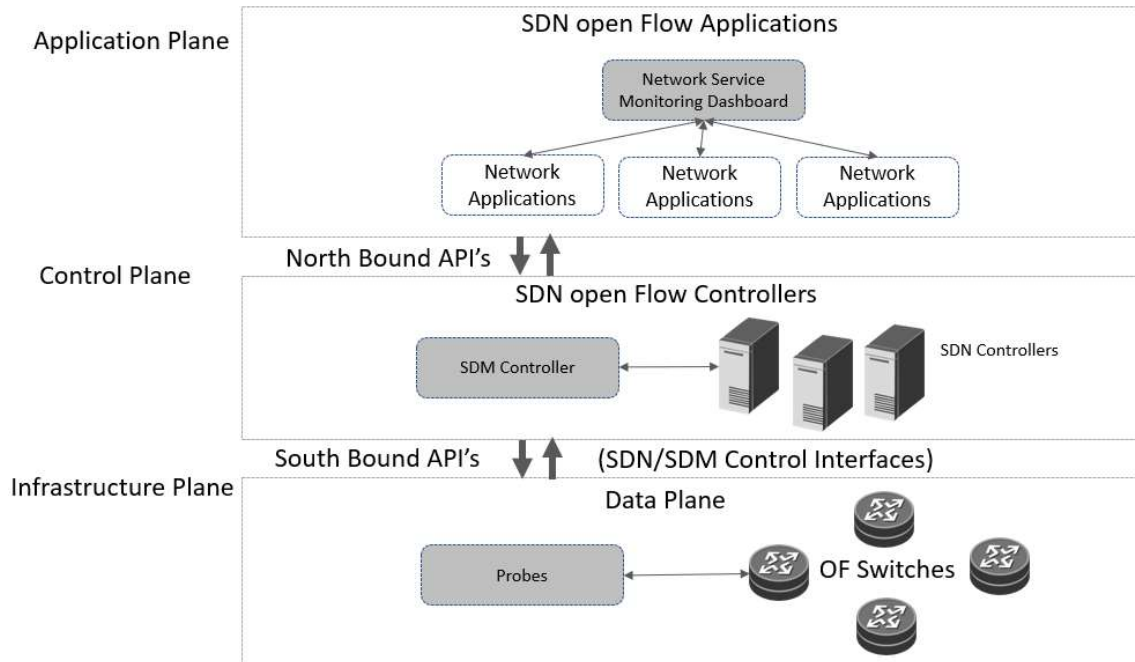 Application Plane
SDN open Flow Applications
Network Service
Monitoring Dashboard
Network
Applications
Network
Applications
Network
Applications
North Bound API's
Control Plane
SDN open Flow Controllers
SDM Controller
SDN Controllers
South Bound API's
(SDN/SDM Control Interfaces)
Infrastructure Plane
Data Plane
Probes
OF Switches